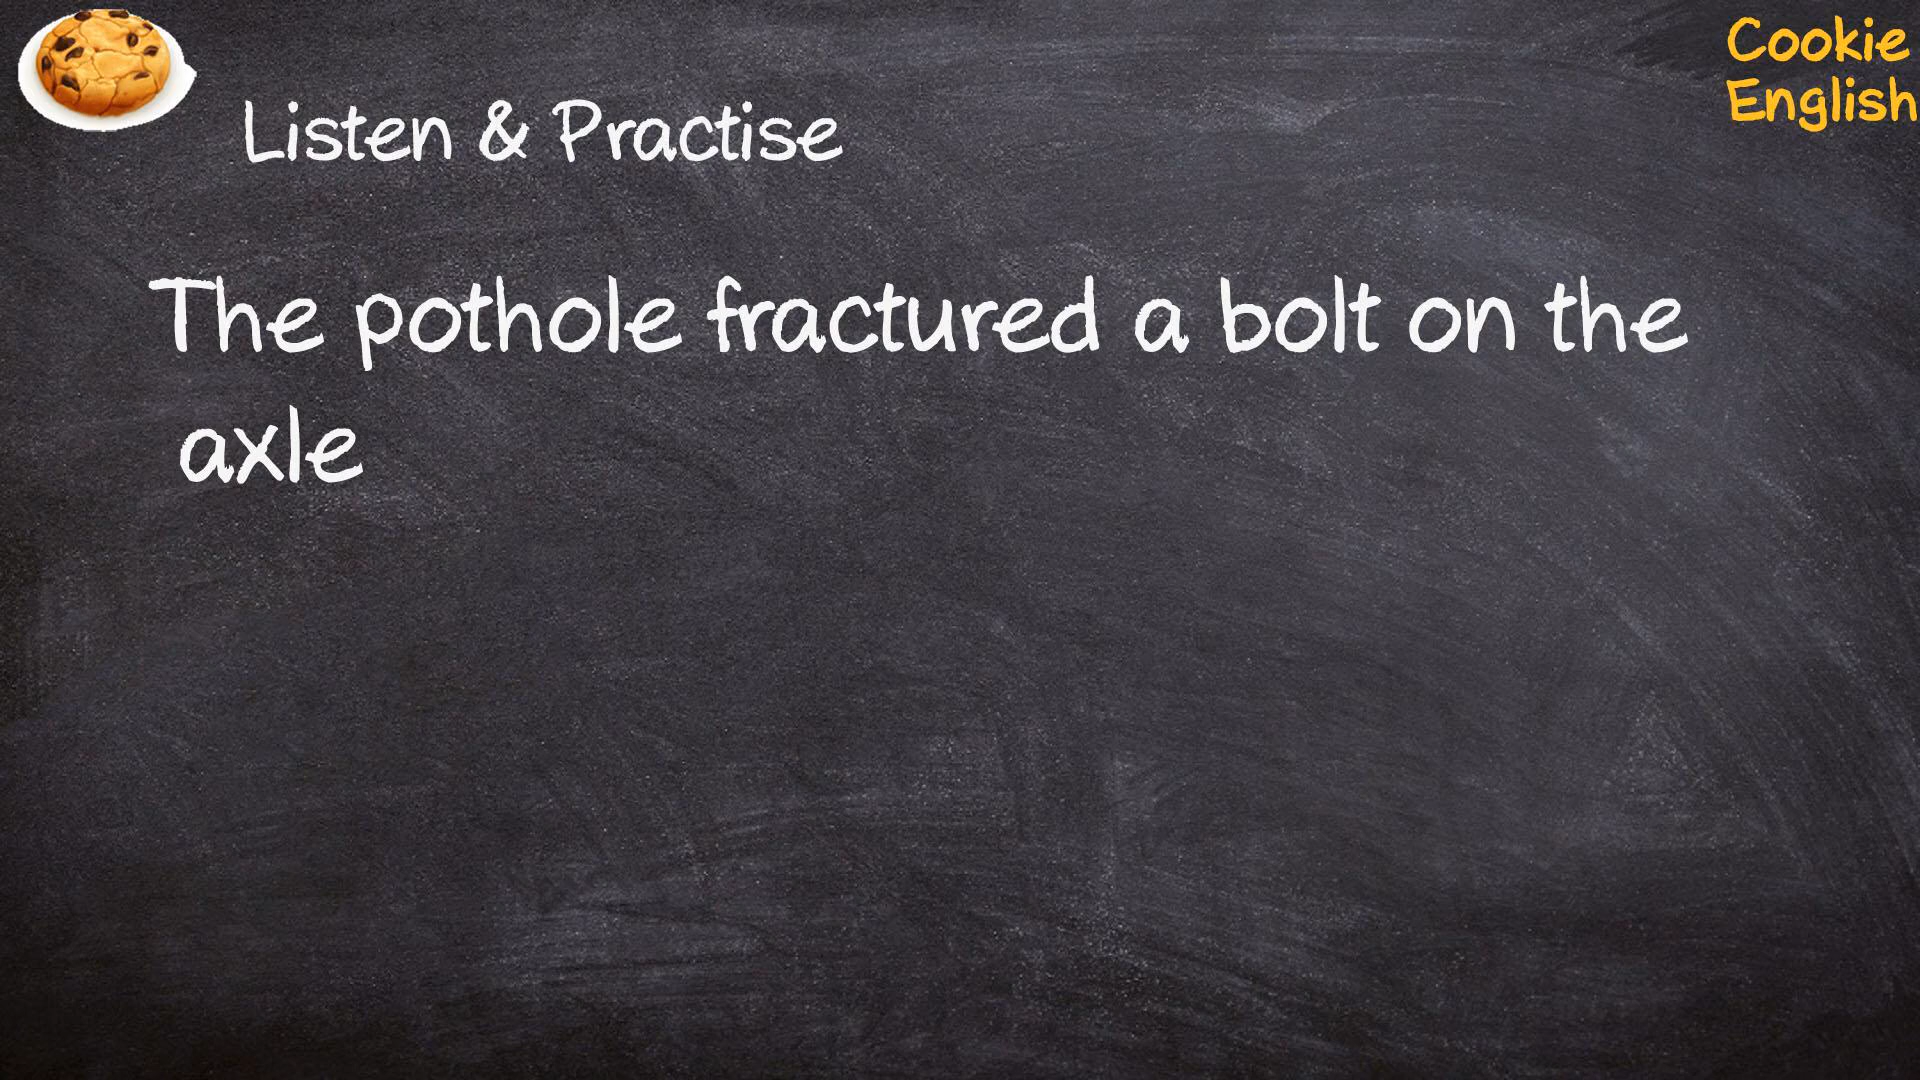 Cookie
English
Listen & Practise
The pothole fractured a bolt on the
axle